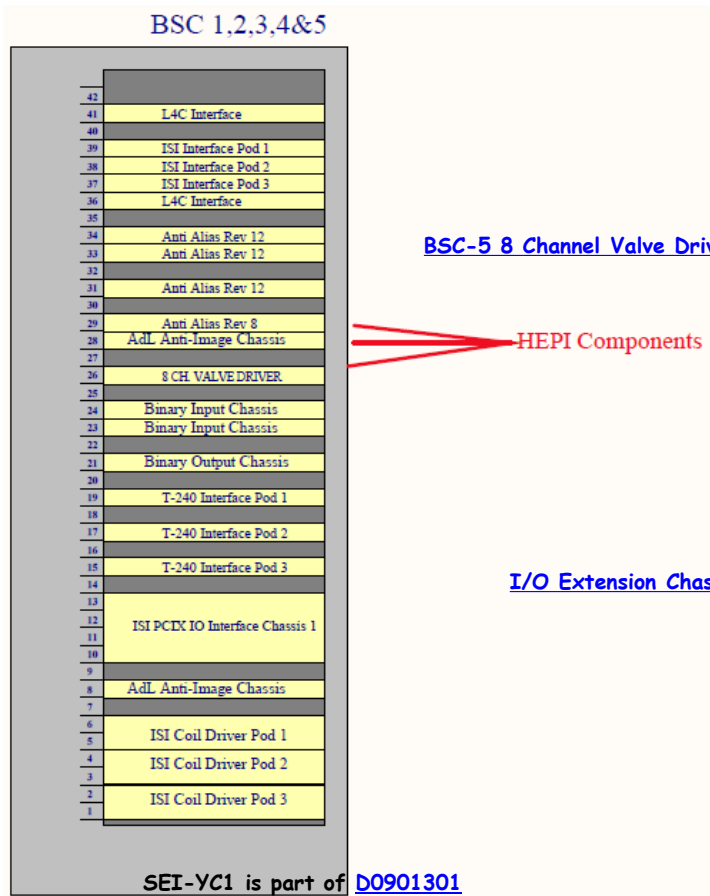 BSC 1,2,3,4&5
42
41 L4C Interface
40
39 ISI Interface Pod 1
38 ISI Interface Pod 2
37 ISI Interface Pod 3
36 L4C Interface
35
34 Anti Alias Rev 12
33 Anti Alias Rev 12
32
31 Anti Alias Rev 12
30
29 Anti Alias Rev 8
28 AdL Anti-Image Chassis
27
26 8 CH. VALVE DRIVER
25
24 Binary Input Chassis
23 Binary Input Chassis
22
21 Binary Output Chassis
20
19 T-240 Interface Pod 1
18
17 T-240 Interface Pod 2
16
15 T-240 Interface Pod 3
14
13
12 ISI PCIX IO Interface Chassis 1
11
10
9
8 AdL Anti-Image Chassis
7
6
5 ISI Coil Driver Pod 1
4 ISI Coil Driver Pod 2
3
2 ISI Coil Driver Pod 3
1
BSC-5 8 Channel Valve Driv
HEPI Components
I/O Extension Chas
SEI-YC1 is part of D0901301